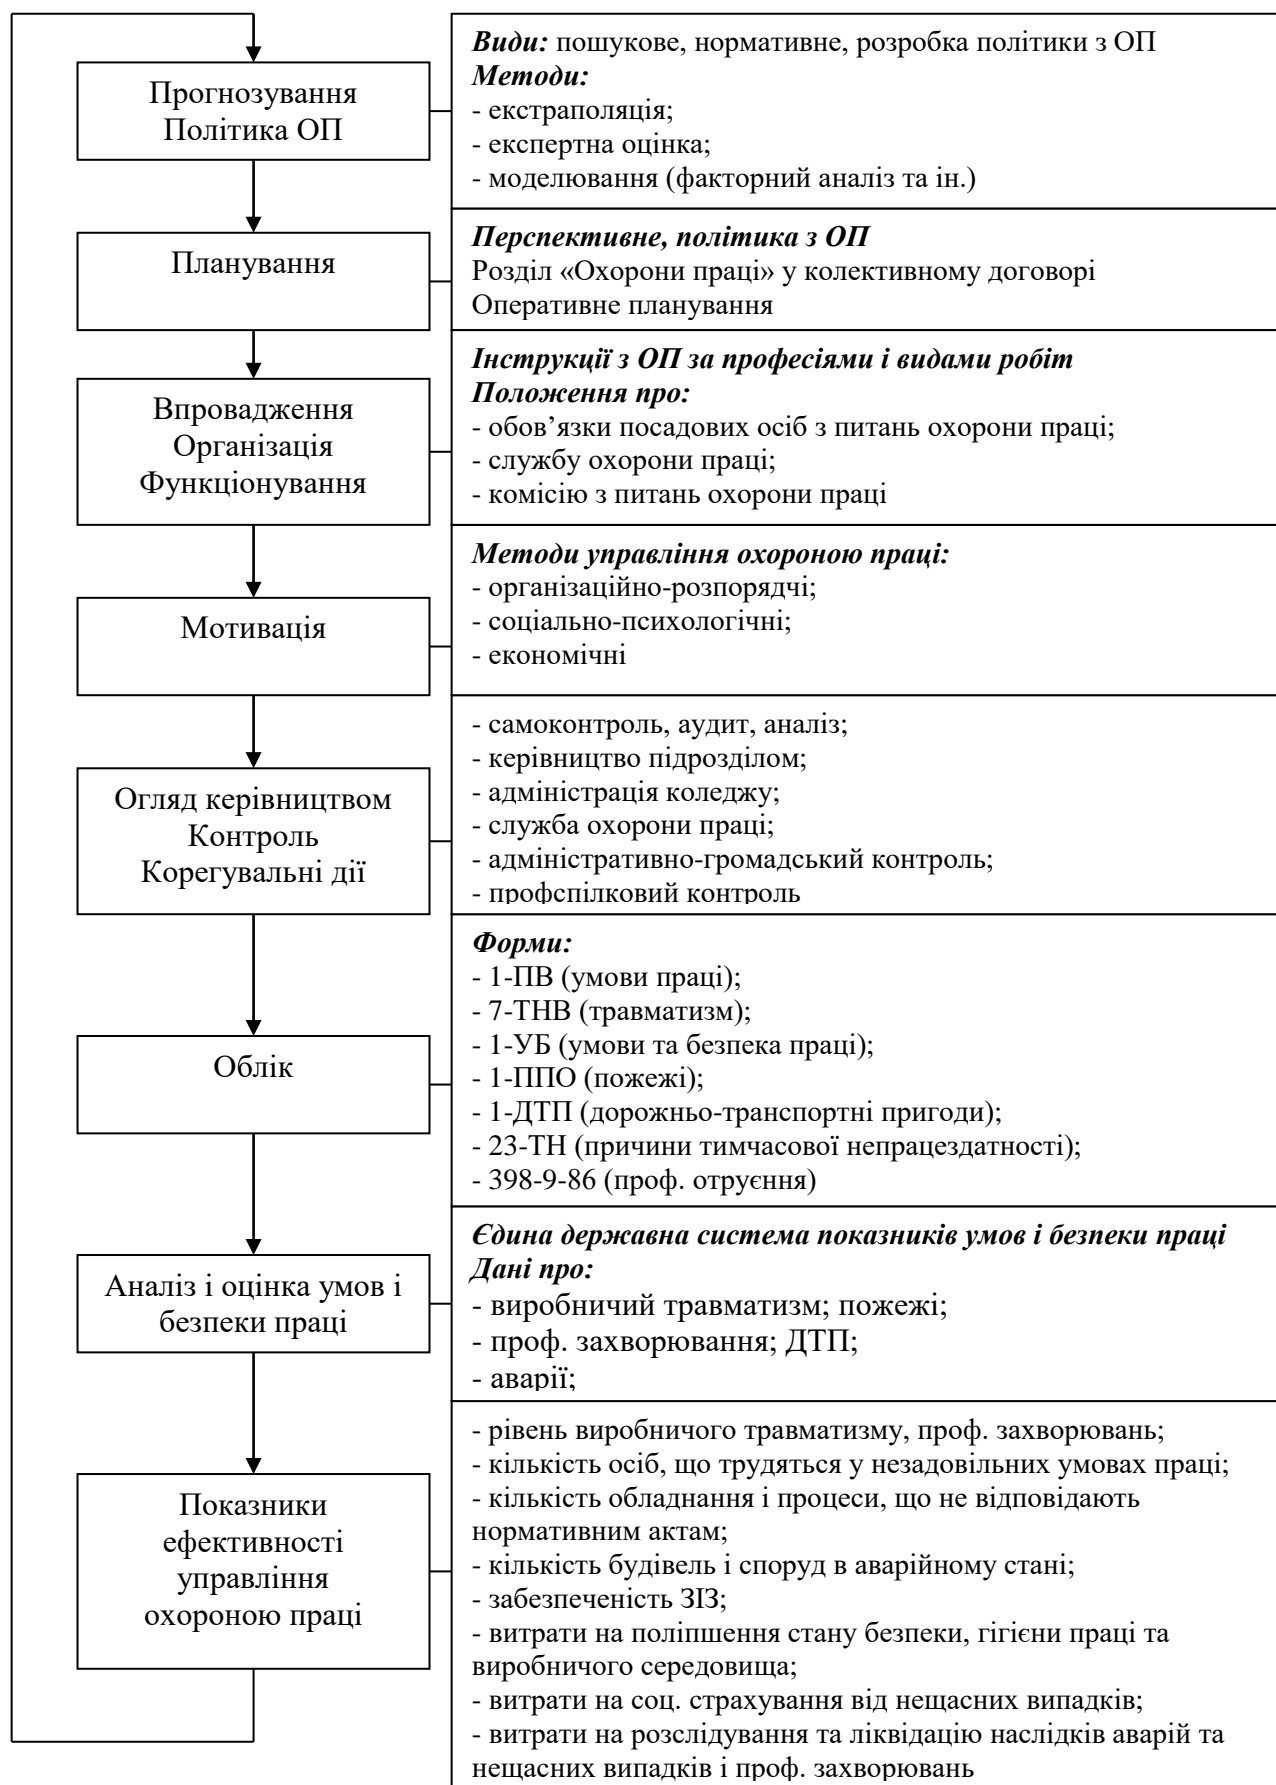 Прогнозування
Політика ОП
Види: пошукове, нормативне, розробка політики з ОП
Методи:
- екстраполяція;
- експертна оцінка;
- моделювання (факторний аналіз та ін.)
Планування
Перспективне, політика з ОП
Розділ «Охорони праці» у колективному договорі
Оперативне планування
Впровадження
Організація
Функціонування
Інструкції з ОП за професіями і видами робіт
Положення про:
- обов’язки посадових осіб з питань охорони праці;
- службу охорони праці;
- комісію з питань охорони праці
Мотивація
Методи управління охороною праці:
- організаційно-розпорядчі;
- соціально-психологічні;
- економічні
Огляд керівництвом
Контроль
Корегувальні дії
- самоконтроль, аудит, аналіз;
- керівництво підрозділом;
- адміністрація коледжу;
- служба охорони праці;
- адміністративно-громадський контроль;
- профспілковий контроль
Облік
Форми:
- 1-ПВ (умови праці);
- 7-ТНВ (травматизм);
- 1-УБ (умови та безпека праці);
- 1-ППО (пожежі);
- 1-ДТП (дорожньо-транспортні пригоди);
- 23-ТН (причини тимчасової непрацездатності);
- 398-9-86 (проф. отруєння)
Аналіз і оцінка умов і
безпеки праці
Єдина державна система показників умов і безпеки праці
Дані про:
- виробничий травматизм; пожежі;
- проф. захворювання; ДТП;
- аварії;
Показники
ефективності
управління
охороною праці
- рівень виробничого травматизму, проф. захворювань;
- кількість осіб, що трудяться у незадовільних умовах праці;
- кількість обладнання і процеси, що не відповідають
нормативним актам;
- кількість будівель і споруд в аварійному стані;
- забезпеченість ЗІЗ;
- витрати на поліпшення стану безпеки, гігієни праці та
виробничого середовища;
- витрати на соц. страхування від нещасних випадків;
- витрати на розслідування та ліквідацію наслідків аварій та
нещасних випадків і проф. захворювань